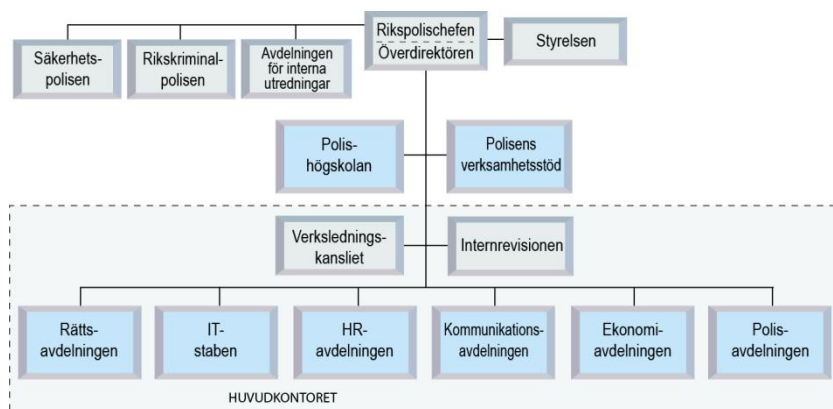 Rikspolischefen
Överdirektören
Styrelsen
Säkerhets-
polisen
Rikskriminal-
polisen
Avdelningen
för interna
utredningar
Polis-
högskolan
Polisens
verksamhetsstöd
Verkslednings-
kansliet
Internrevisionen
Rätts-
avdelningen
IT-
staben
HR-
avdelningen
Kommunikations-
avdelningen
Ekonomi-
avdelningen
Polis-
avdelningen
HUVUDKONTORET